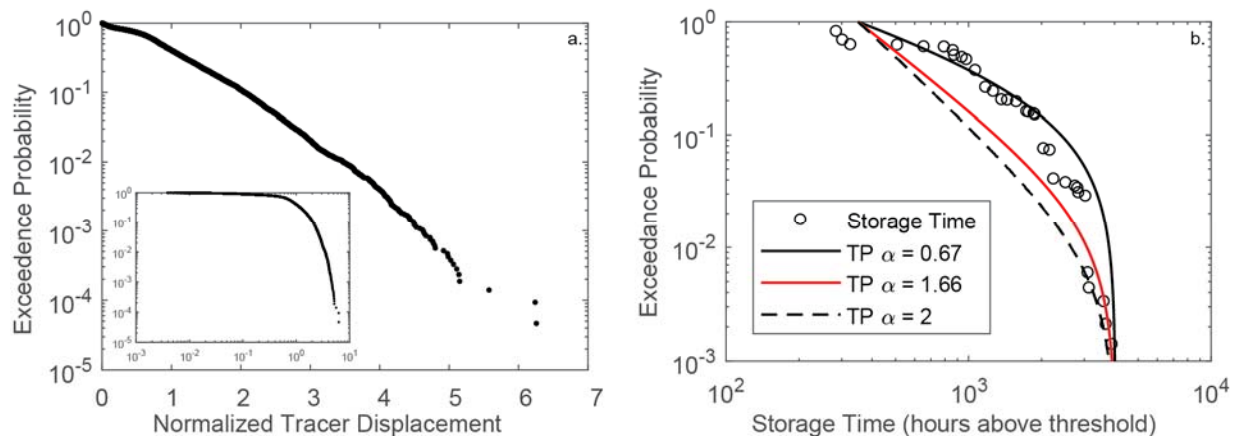 a.
Exceedence Probability
10^0
10^-1
10^-2
10^-3
10^-4
10^-5
0 1 2 3 4 5 6 7
Normalized Tracer Displacement
10^0
10^-1
10^-2
10^-3
10^-4
10^-5
10^-3 10^-2 10^-1 10^0 10^1
b.
Exceedance Probability
10^0
10^-1
10^-2
10^-3
10^2 10^3 10^4
Storage Time (hours above threshold)
Storage Time
TP α = 0.67
TP α = 1.66
TP α = 2